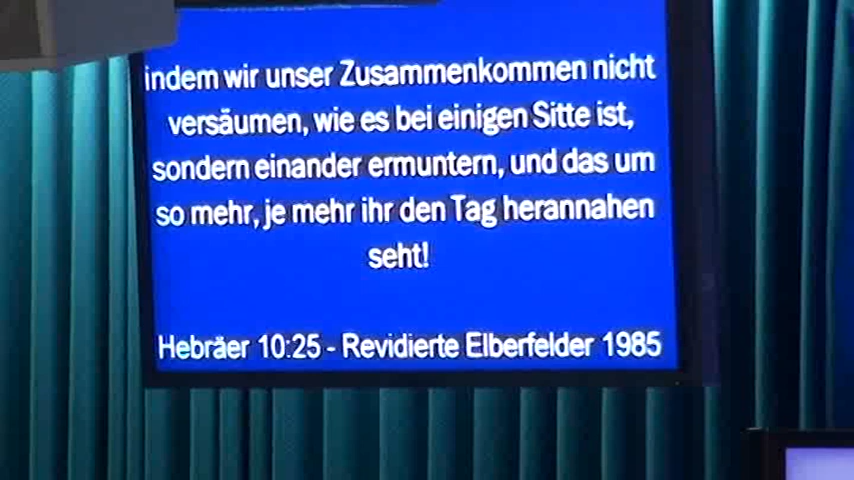 indem wir unser Zusammenkommen nicht
versäumen, wie es bei einigen Sitte ist,
sondern einander ermuntern, und das um
so mehr, je mehr ihr den Tag herannahen
seht!
Hebräer 10:25 - Revidierte Elberfelder 1985